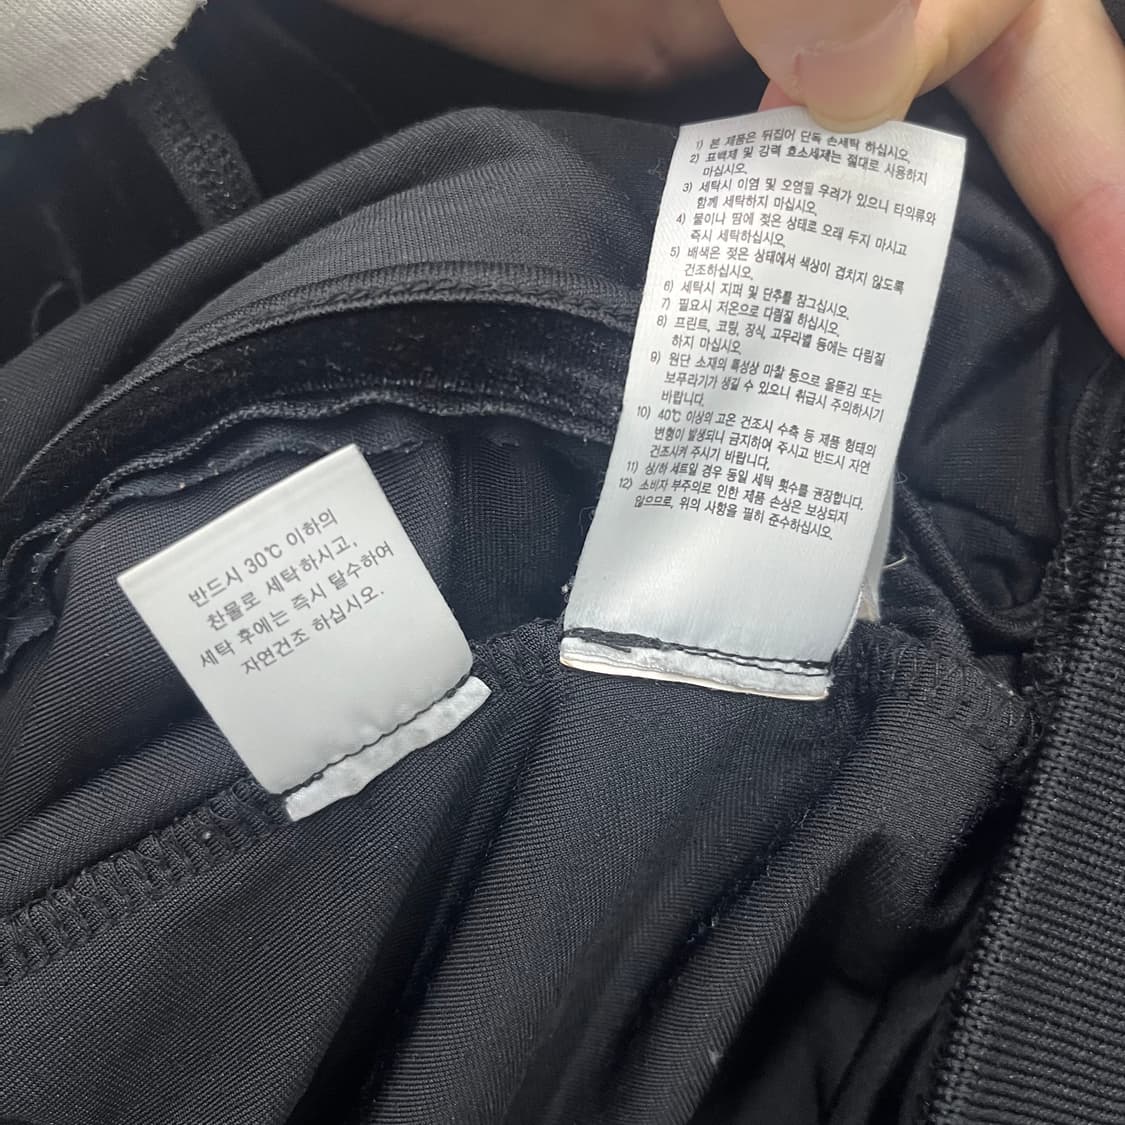 반드시 30℃ 이하의
찬물로 세탁하시고,
세탁 후에는 즉시 탈수하여
자연건조 하십시오.
1) 본 제품은 뒤집어 단독 손세탁 하십시오.
2) 표백제 및 강력 효소세제는 절대로 사용하지
마십시오.
3) 세탁시 이염 및 오염될 우려가 있으니 타의류와
함께 세탁하지 마십시오.
4) 물이나 땀에 젖은 상태로 오래 두지 마시고
즉시 세탁하십시오.
5) 배색은 젖은 상태에서 색상이 겹치지 않도록
건조하십시오.
6) 세탁시 지퍼 및 단추를 잠그십시오.
7) 필요시 저온으로 다림질 하십시오.
8) 프린트, 코팅, 장식, 고무라벨 등에는 다림질
하지 마십시오.
9) 원단 소재의 특성상 마찰 등으로 올뜯김 또는
보푸라기가 생길 수 있으니 취급시 주의하시기
바랍니다.
10) 40℃ 이상의 고온 건조시 수축 등 제품 형태의
변형이 발생되니 금지하여 주시고 반드시 자연
건조시켜 주시기 바랍니다.
11) 상/하 세트일 경우 동일 세탁 횟수를 권장합니다.
12) 소비자 부주의로 인한 제품 손상은 보상되지
않으므로, 위의 사항을 필히 준수하십시오.